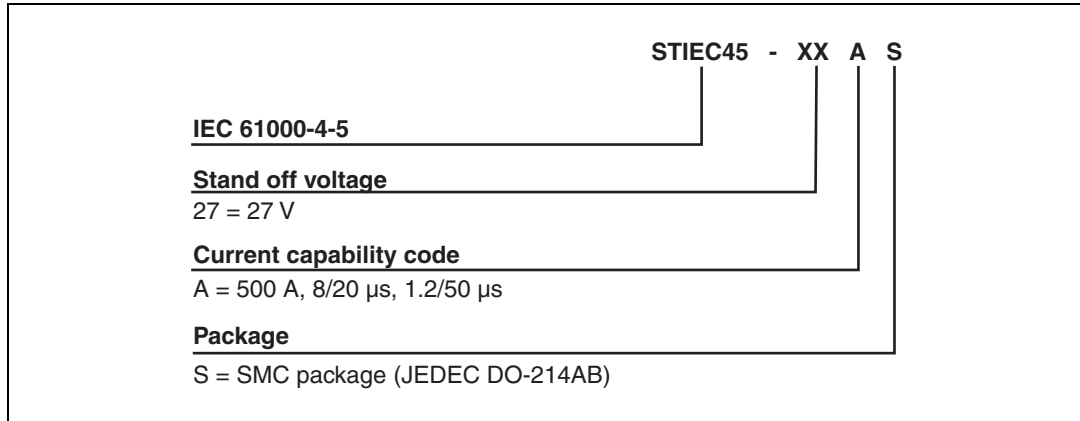 STIEC45 - XX A S
IEC 61000-4-5
Stand off voltage
27 = 27 V
Current capability code
A = 500 A, 8/20 µs, 1.2/50 µs
Package
S = SMC package (JEDEC DO-214AB)